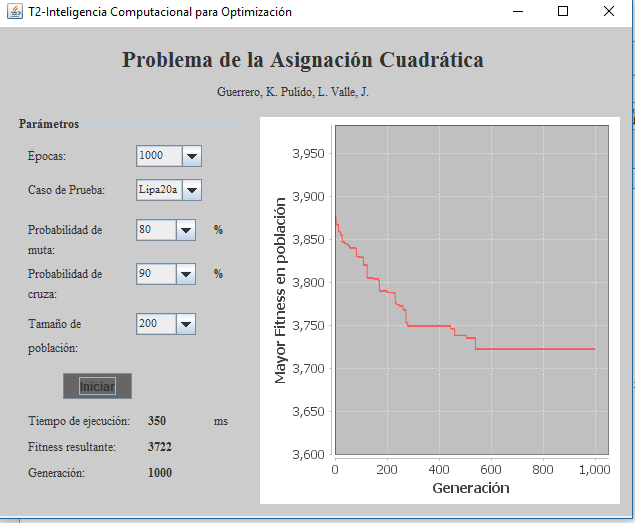 T2-Inteligencia Computacional para Optimización
Problema de la Asignación Cuadrática
Guerrero, K. Pulido, L. Valle, J.
Parámetros
Épocas: 1000
Caso de Prueba: Lipa20a
Probabilidad de muta: 80 %
Probabilidad de cruza: 90 %
Tamaño de población: 200
Iniciar
Tiempo de ejecución: 350 ms
Fitness resultante: 3722
Generación: 1000
Mayor Fitness en población
3,950
3,900
3,850
3,800
3,750
3,700
3,650
3,600
0 200 400 600 800 1,000
Generación